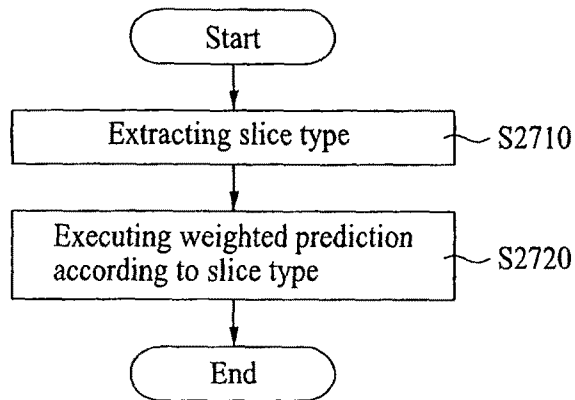 Start
Extracting slice type
S2710
Executing weighted prediction
according to slice type
S2720
End